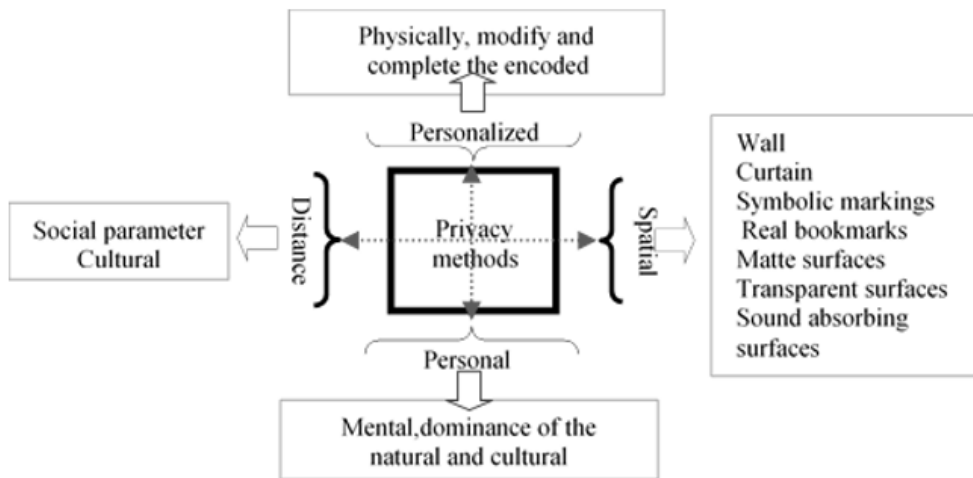 Physically, modify and
complete the encoded
Personalized
Social parameter
Cultural
Distance
Privacy
methods
Spatial
Wall
Curtain
Symbolic markings
Real bookmarks
Matte surfaces
Transparent surfaces
Sound absorbing
surfaces
Personal
Mental,dominance of the
natural and cultural